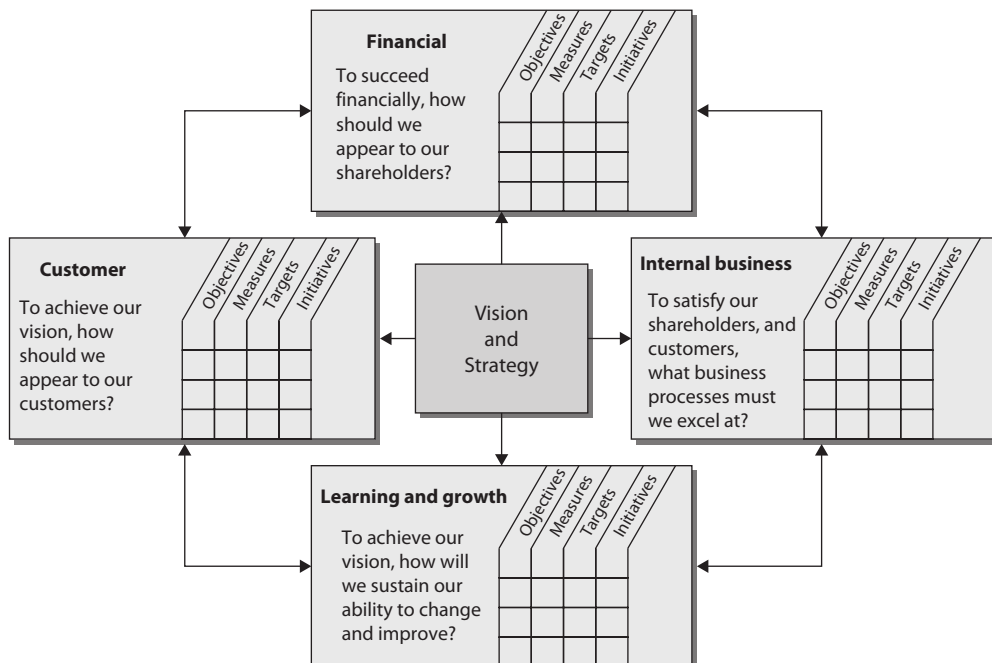 Financial
To succeed
financially, how
should we
appear to our
shareholders?
Objectives
Measures
Targets
Initiatives
Customer
To achieve our
vision, how
should we
appear to our
customers?
Objectives
Measures
Targets
Initiatives
Vision
and
Strategy
Internal business
To satisfy our
shareholders, and
customers,
what business
processes must
we excel at?
Objectives
Measures
Targets
Initiatives
Learning and growth
To achieve our
vision, how will
we sustain our
ability to change
and improve?
Objectives
Measures
Targets
Initiatives